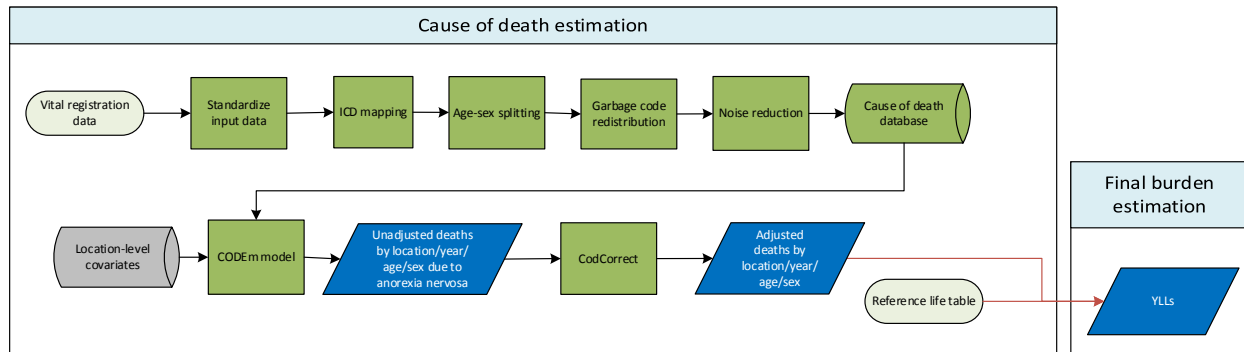 Cause of death estimation
Vital registration
data
Standardize
input data
ICD mapping
Age-sex splitting
Garbage code
redistribution
Noise reduction
Cause of death
database
Final burden
estimation
Location-level
covariates
CODEm model
Unadjusted deaths
by location/year/
age/sex due to
anorexia nervosa
CodCorrect
Adjusted
deaths by
location/year/
age/sex
Reference life table
YLLs